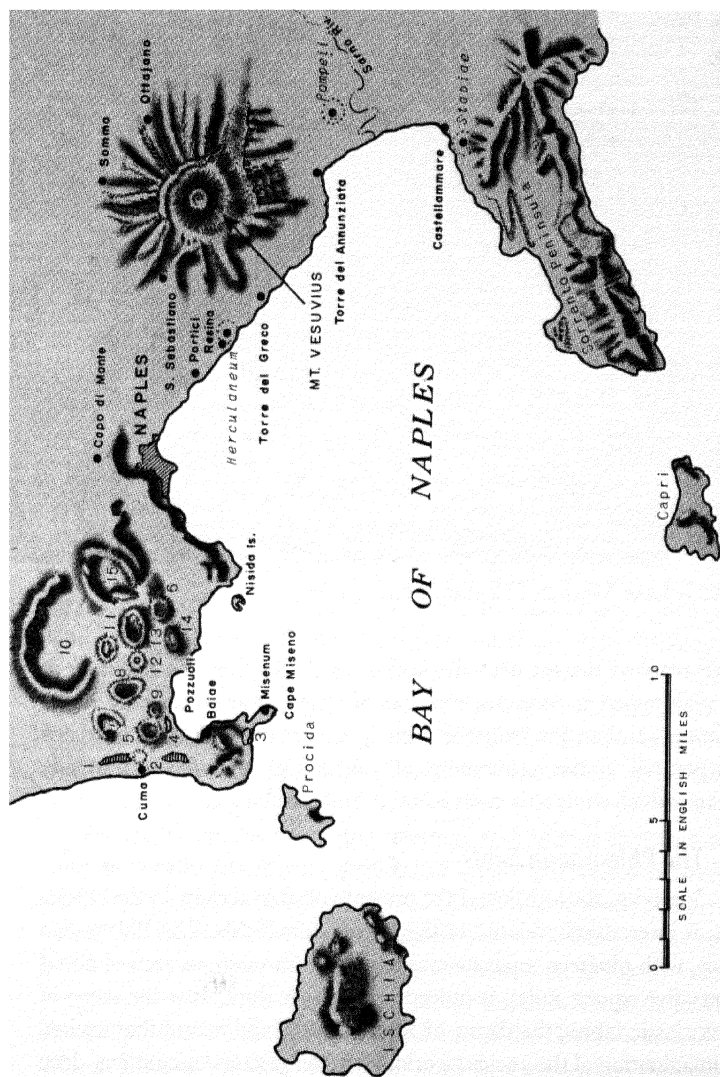 10
Capo di Monte
Somma
Ottajano
1
11
15
NAPLES
Cuma
2
5
8
12
13
6
S. Sebastiano
4
9
14
Portici
Resina
Pozzuoli
Herculaneum
Baiae
Nisida Is.
3
Misenum
Torre del Greco
Cape Miseno
Procida
MT. VESUVIUS
Pompeii
Sarno Riv.
Torre del Annunziata
ISCHIA
BAY OF NAPLES
Castellammare
Stabiae
Sorrento Peninsula
Capri
0 5 10
SCALE IN ENGLISH MILES